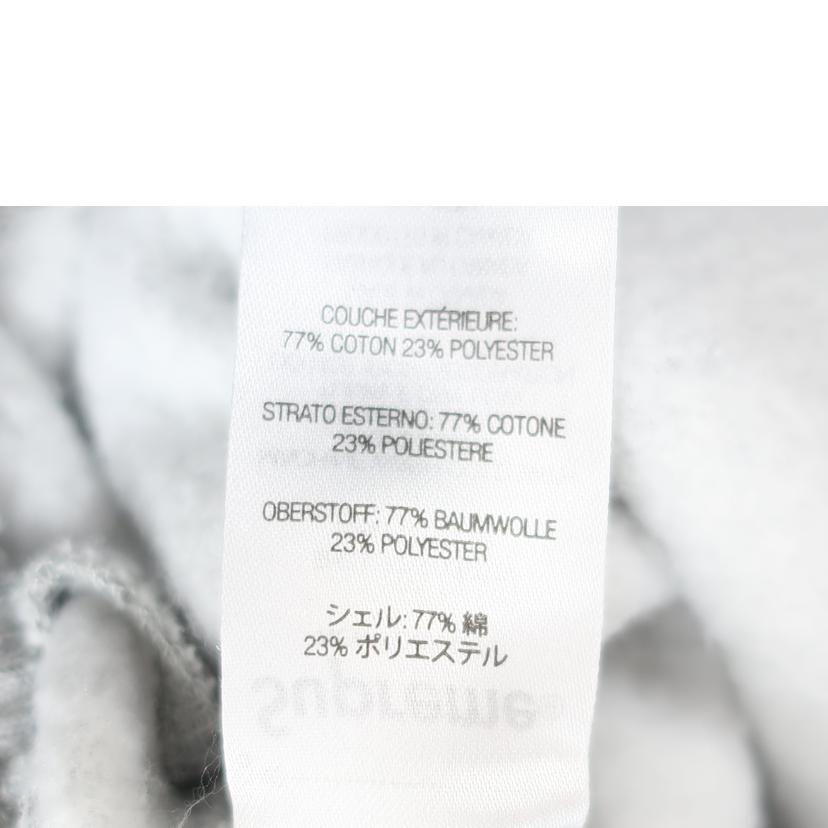 COUCHE EXTÉRIEURE:
77% COTON 23% POLYESTER
STRATO ESTERNO: 77% COTONE
23% POLIESTERE
OBERSTOFF: 77% BAUMWOLLE
23% POLYESTER
シェル: 77% 綿
23% ポリエステル
Supreme